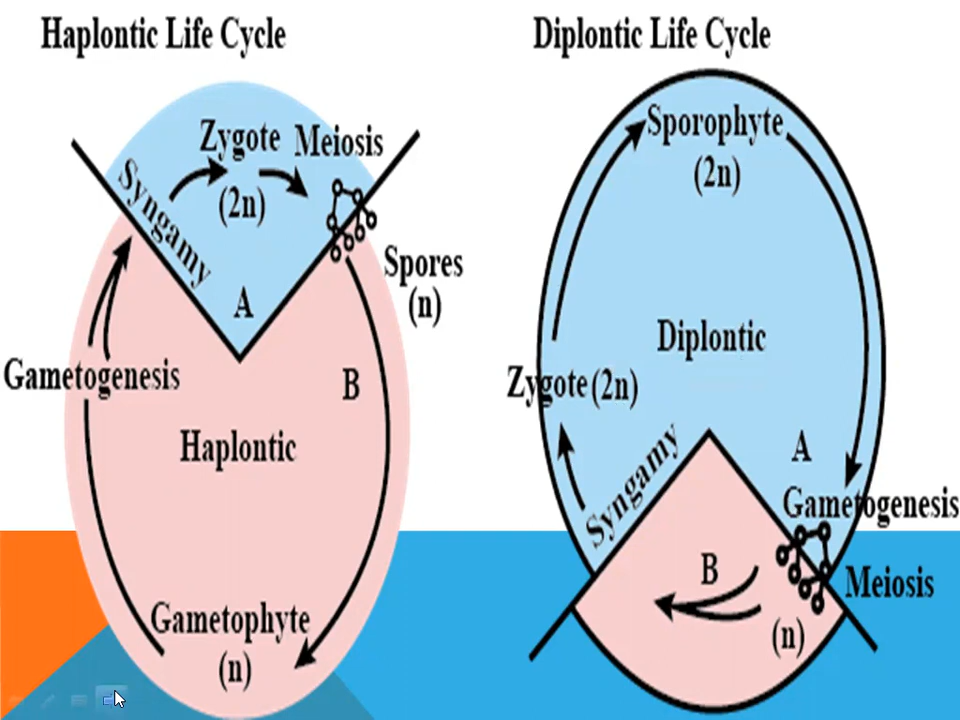 Haplontic Life Cycle
Zygote
Meiosis
(2n)
Syngamy
Spores
(n)
A
Gametogenesis
B
Haplontic
Gametophyte
(n)
Diplontic Life Cycle
Sporophyte
(2n)
Diplontic
Zygote (2n)
Syngamy
A
Gametogenesis
Meiosis
B
(n)